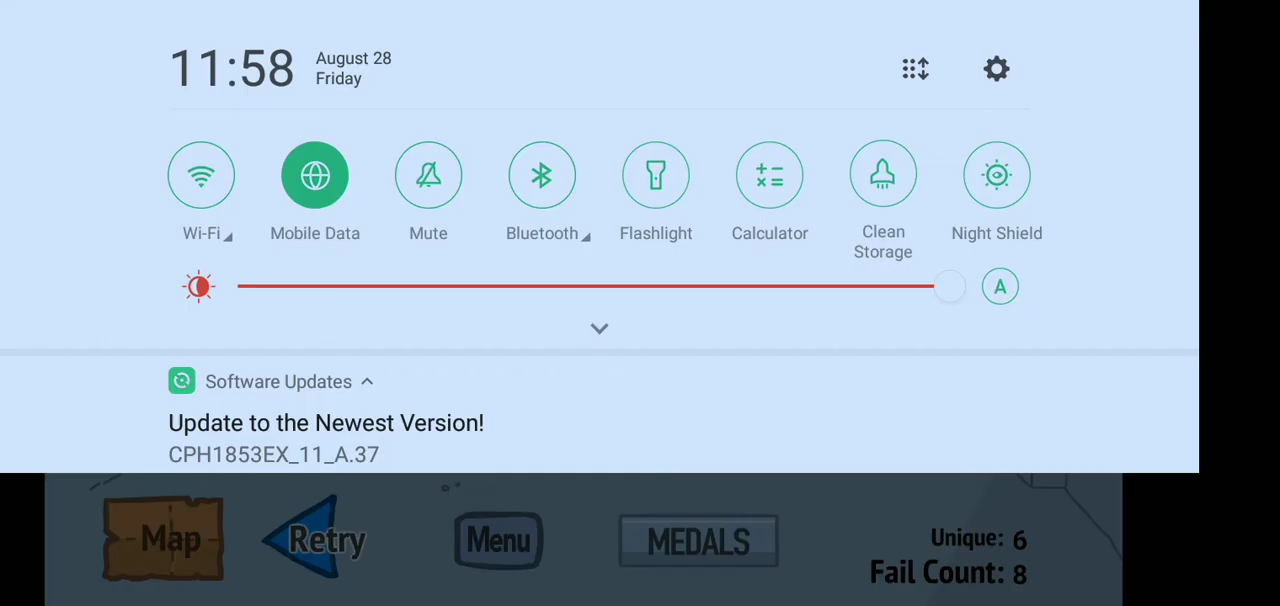 11:58
August 28
Friday
Wi-Fi
Mobile Data
Mute
Bluetooth
Flashlight
Calculator
Clean
Storage
Night Shield
A
Software Updates
Update to the Newest Version!
CPH1853EX_11_A.37
Map
Retry
Menu
MEDALS
Unique: 6
Fail Count: 8